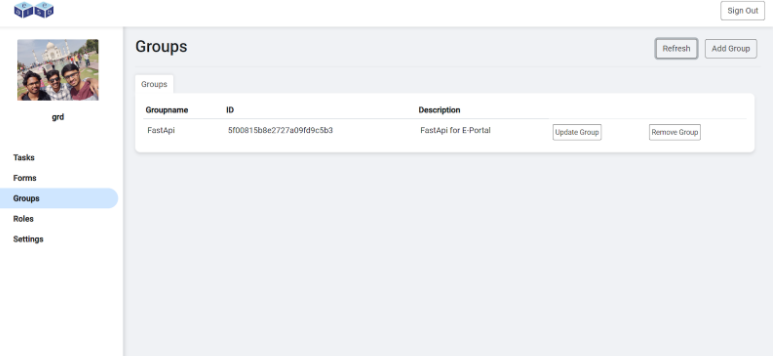 Sign Out
Groups
Refresh
Add Group
grd
Groups
Groupname ID Description
FastApi 5f00815b8e2727a09fd9c5b3 FastApi for E-Portal Update Group Remove Group
Tasks
Forms
Groups
Roles
Settings